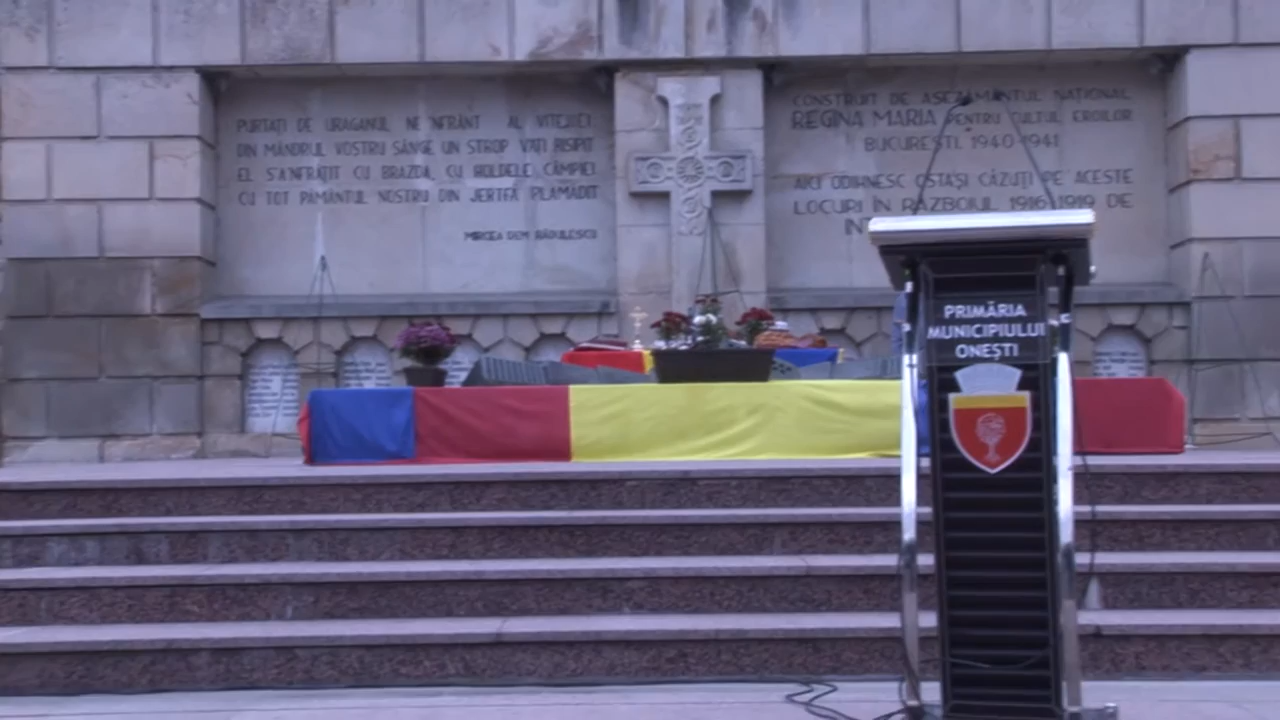 PURTAȚI DE URAGANUL NE'NFRÂNT AL VITEJIEI
DIN MÂNDRUL VOSTRU SÂNGE UN STROP V'AȚI RISIPIT
EL S'A'NFRĂȚIT CU BRAZDA, CU HOLDELE CÂMPIEI
CU TOT PĂMÂNTUL NOSTRU DIN JERTFĂ PLĂMĂDIT
MIRCEA DEM RĂDULESCU
CONSTRUIT DE AȘEZĂMÂNTUL NAȚIONAL
REGINA MARIA PENTRU CULTUL EROILOR
BUCUREȘTI. 1940-1941
AICI ODIHNESC OSTAȘI CĂZUȚI PE ACESTE
LOCURI ÎN RĂZBOIUL 1916-1919 DE
PRIMĂRIA
MUNICIPIULUI
ONEȘTI